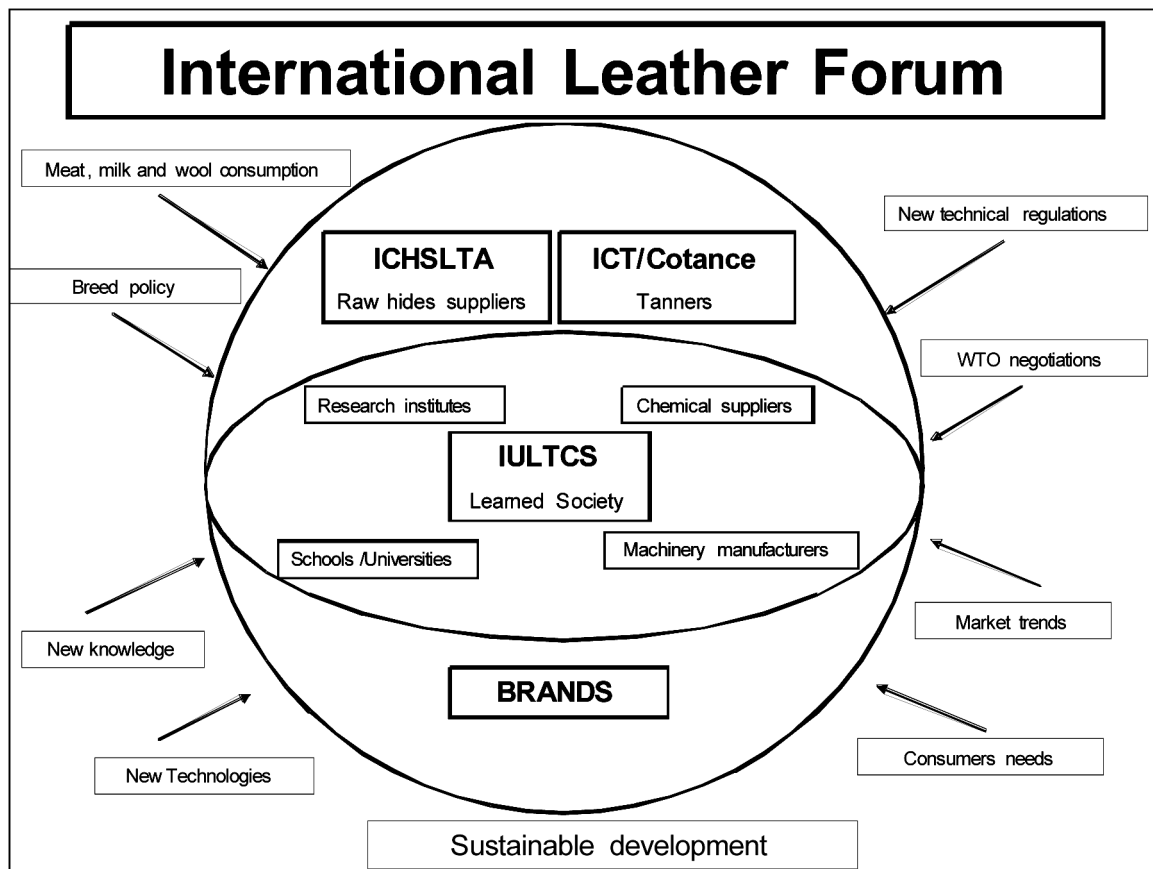 International Leather Forum
Meat, milk and wool consumption
New technical regulations
ICHSLTA
Raw hides suppliers
ICT/Cotance
Tanners
Breed policy
WTO negotiations
Research institutes
Chemical suppliers
IULTCS
Learned Society
Schools /Universities
Machinery manufacturers
New knowledge
Market trends
BRANDS
New Technologies
Consumers needs
Sustainable development